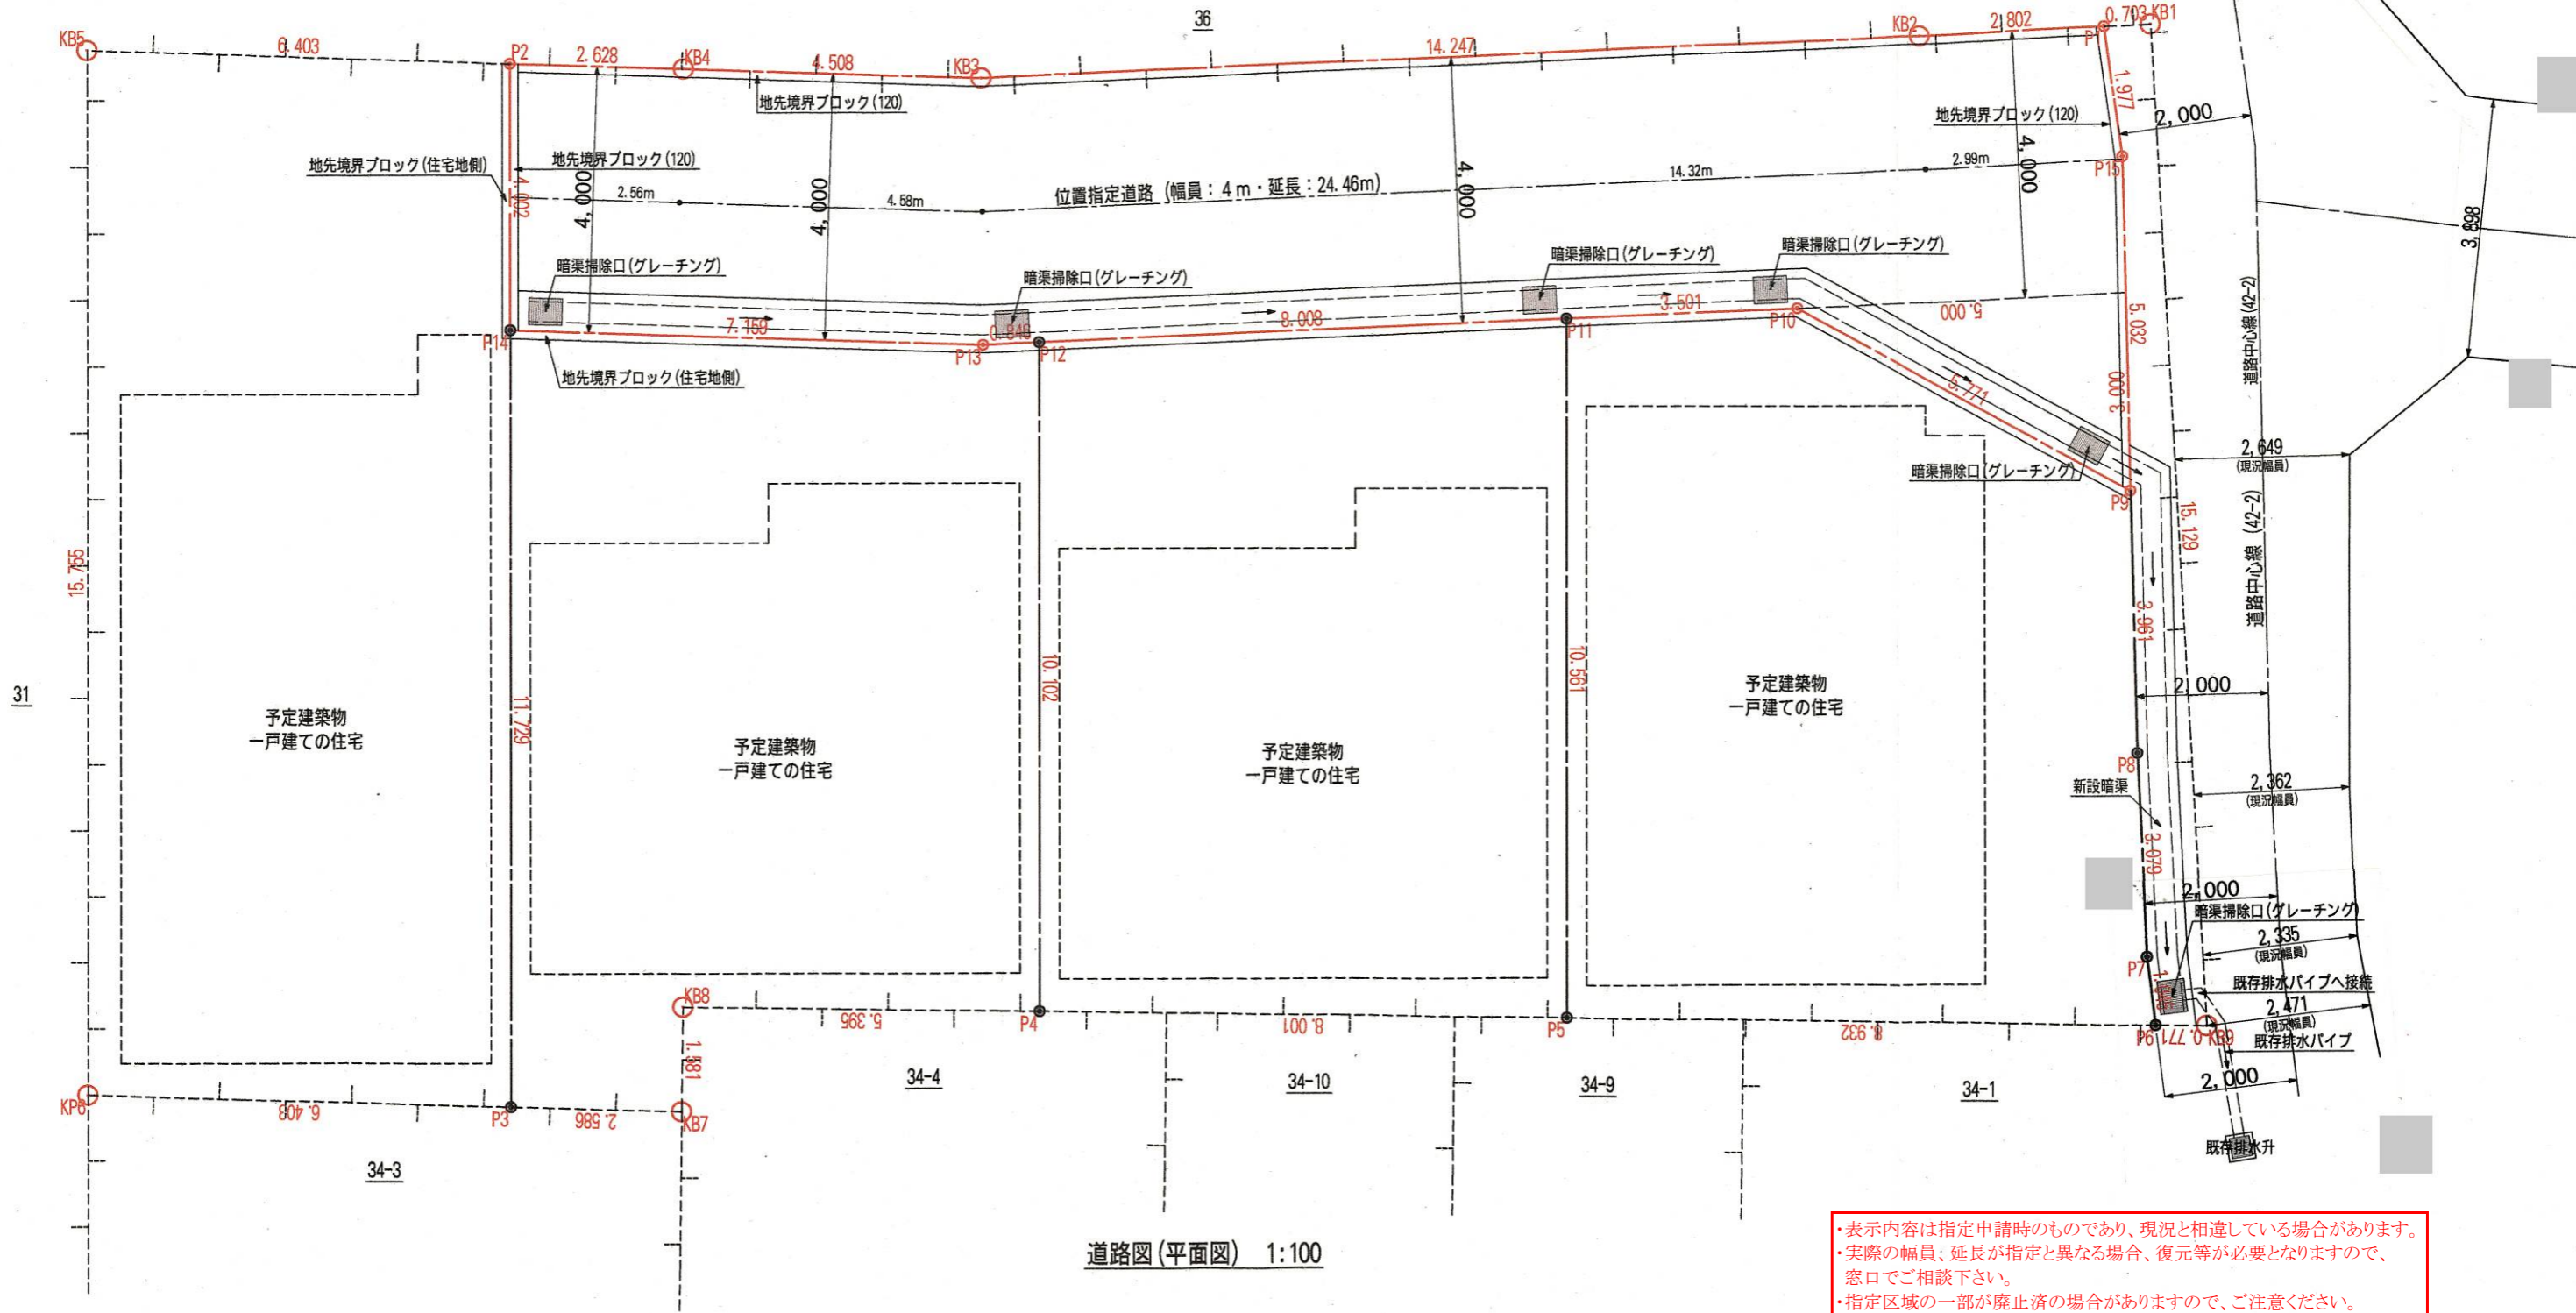 36
KB5
6.403
P2
2.628
KB4
4.508
KB3
14.247
KB2
2.802
0.703
KB1
P
1.977
地先境界ブロック(120)
地先境界ブロック(120)
2,000
地先境界ブロック(住宅地側)
地先境界ブロック(120)
4.002
4,000
4,000
4,000
4,000
2.56m
4.58m
位置指定道路 (幅員:4m・延長:24.46m)
14.32m
2.99m
P15
3,898
暗渠掃除口(グレーチング)
暗渠掃除口(グレーチング)
暗渠掃除口(グレーチング)
暗渠掃除口(グレーチング)
P14
7.159
P13
0.846
P12
8.008
P11
3.501
P10
5.000
5.032
3.000
道路中心線(42-2)
地先境界ブロック(住宅地側)
5.771
暗渠掃除口(グレーチング)
P9
2,649
(現況幅員)
15.129
道路中心線(42-2)
15.755
31
11.729
10.102
10.561
3.961
2,000
予定建築物
一戸建ての住宅
予定建築物
一戸建ての住宅
予定建築物
一戸建ての住宅
予定建築物
一戸建ての住宅
P8
新設暗渠
2,362
(現況幅員)
3.079
2,000
暗渠掃除口(グレーチング)
2,335
(現況幅員)
P7
既存排水パイプへ接続
2,471
(現況幅員)
既存排水パイプ
KB8
5.395
P4
8.001
P5
8.932
P6
0.771
KB9
1.581
34-4
34-10
34-9
34-1
2,000
KP6
6.403
P3
2.586
KB7
34-3
既存排水升
道路図(平面図) 1:100
・表示内容は指定申請時のものであり、現況と相違している場合があります。
・実際の幅員、延長が指定と異なる場合、復元等が必要となりますので、
窓口でご相談下さい。
・指定区域の一部が廃止済の場合がありますので、ご注意ください。